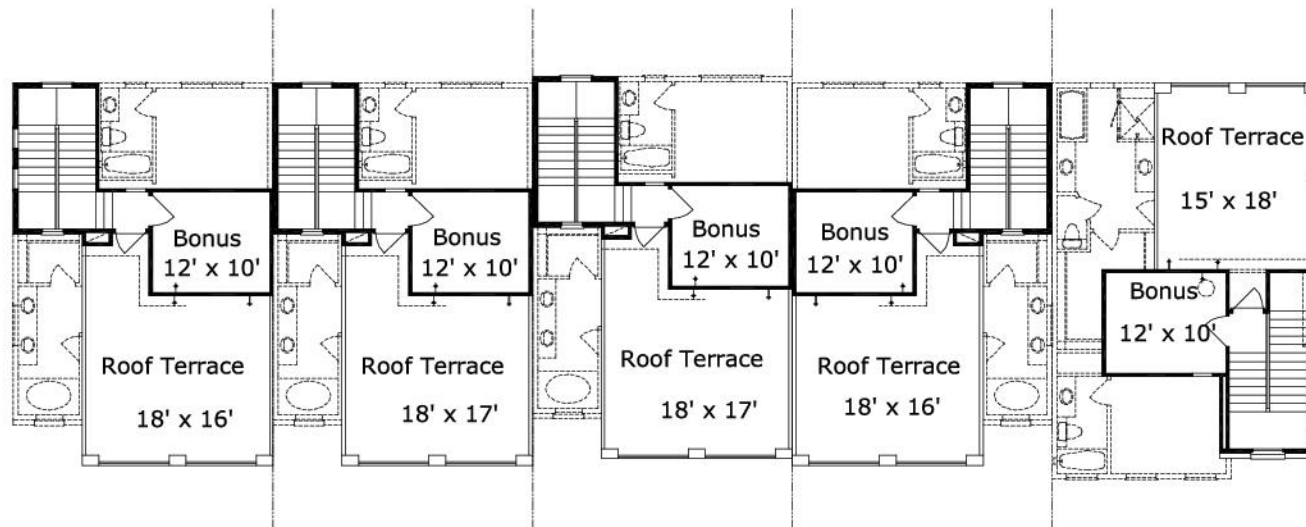 Bonus
12' x 10'
Roof Terrace
18' x 16'
Bonus
12' x 10'
Roof Terrace
18' x 17'
Bonus
12' x 10'
Roof Terrace
18' x 17'
Bonus
12' x 10'
Roof Terrace
18' x 16'
Roof Terrace
15' x 18'
Bonus
12' x 10'